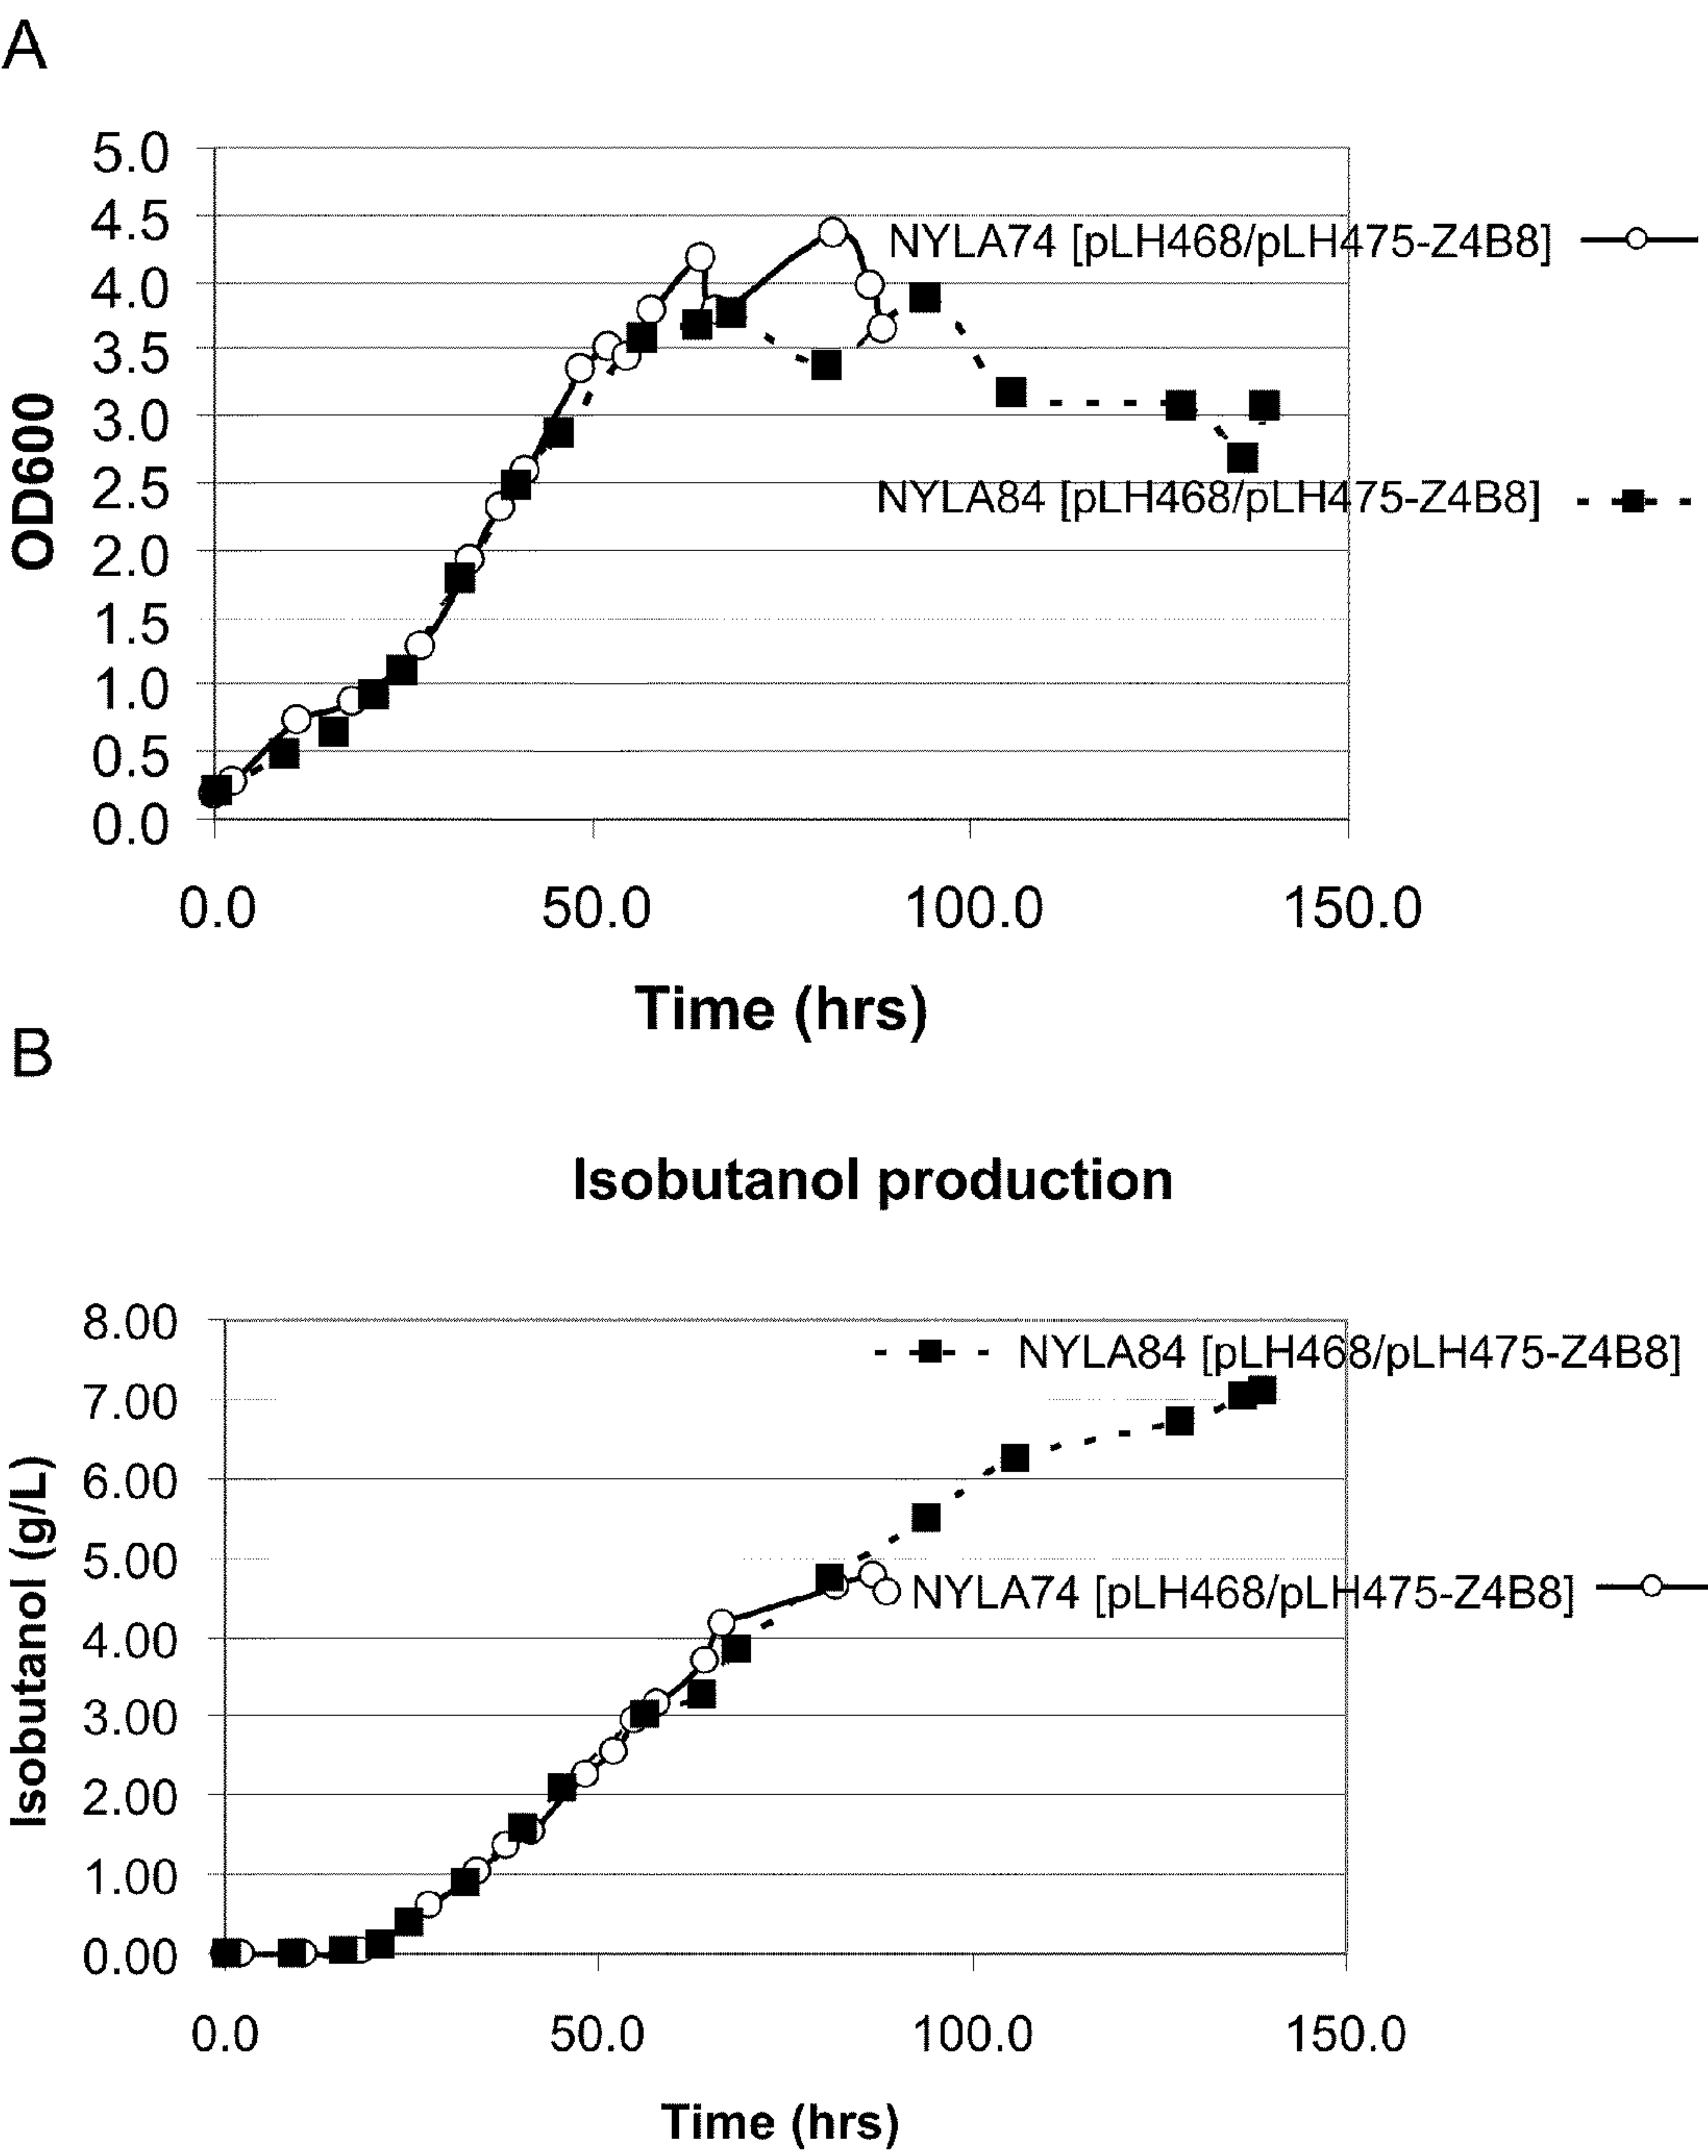 A
5.0
4.5
NYLA74 [pLH468/pLH475-Z4B8]
4.0
3.5
3.0
2.5
NYLA84 [pLH468/pLH475-Z4B8]
2.0
1.5
1.0
0.5
0.0
OD600
0.0 50.0 100.0 150.0
Time (hrs)
B
Isobutanol production
8.00
NYLA84 [pLH468/pLH475-Z4B8]
7.00
6.00
5.00
NYLA74 [pLH468/pLH475-Z4B8]
4.00
3.00
2.00
1.00
0.00
Isobutanol (g/L)
0.0 50.0 100.0 150.0
Time (hrs)